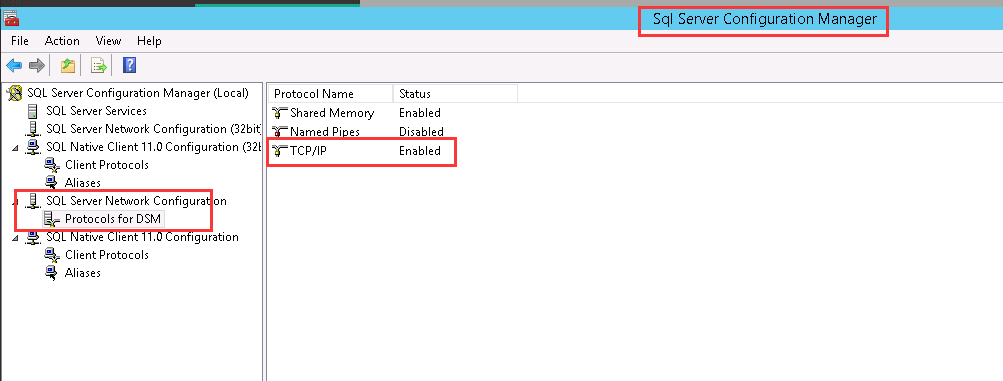 Sql Server Configuration Manager
File Action View Help
SQL Server Configuration Manager (Local)
SQL Server Services
SQL Server Network Configuration (32bit
SQL Native Client 11.0 Configuration (32b
Client Protocols
Aliases
SQL Server Network Configuration
Protocols for DSM
SQL Native Client 11.0 Configuration
Client Protocols
Aliases
Protocol Name Status
Shared Memory Enabled
Named Pipes Disabled
TCP/IP Enabled